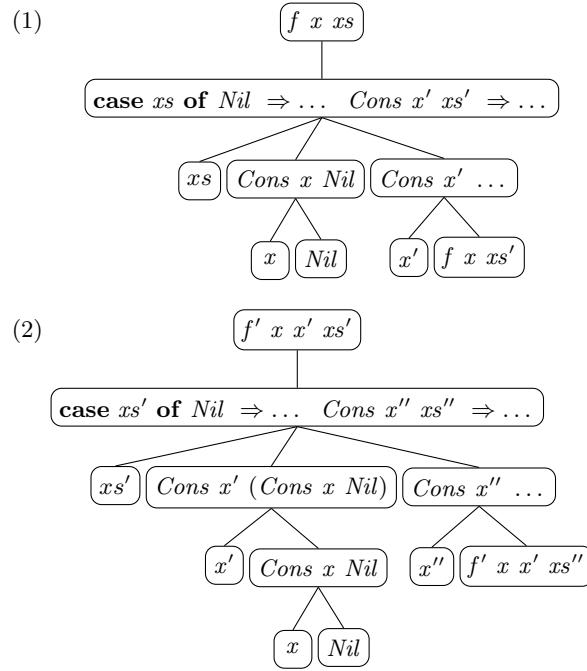 (1)
f x xs
case xs of Nil ⇒ … Cons x′ xs′ ⇒ …
xs Cons x Nil Cons x′ …
x Nil x′ f x xs′
(2)
f′ x x′ xs′
case xs′ of Nil ⇒ … Cons x″ xs″ ⇒ …
xs′ Cons x′ (Cons x Nil) Cons x″ …
x′ Cons x Nil x″ f′ x x′ xs″
x Nil